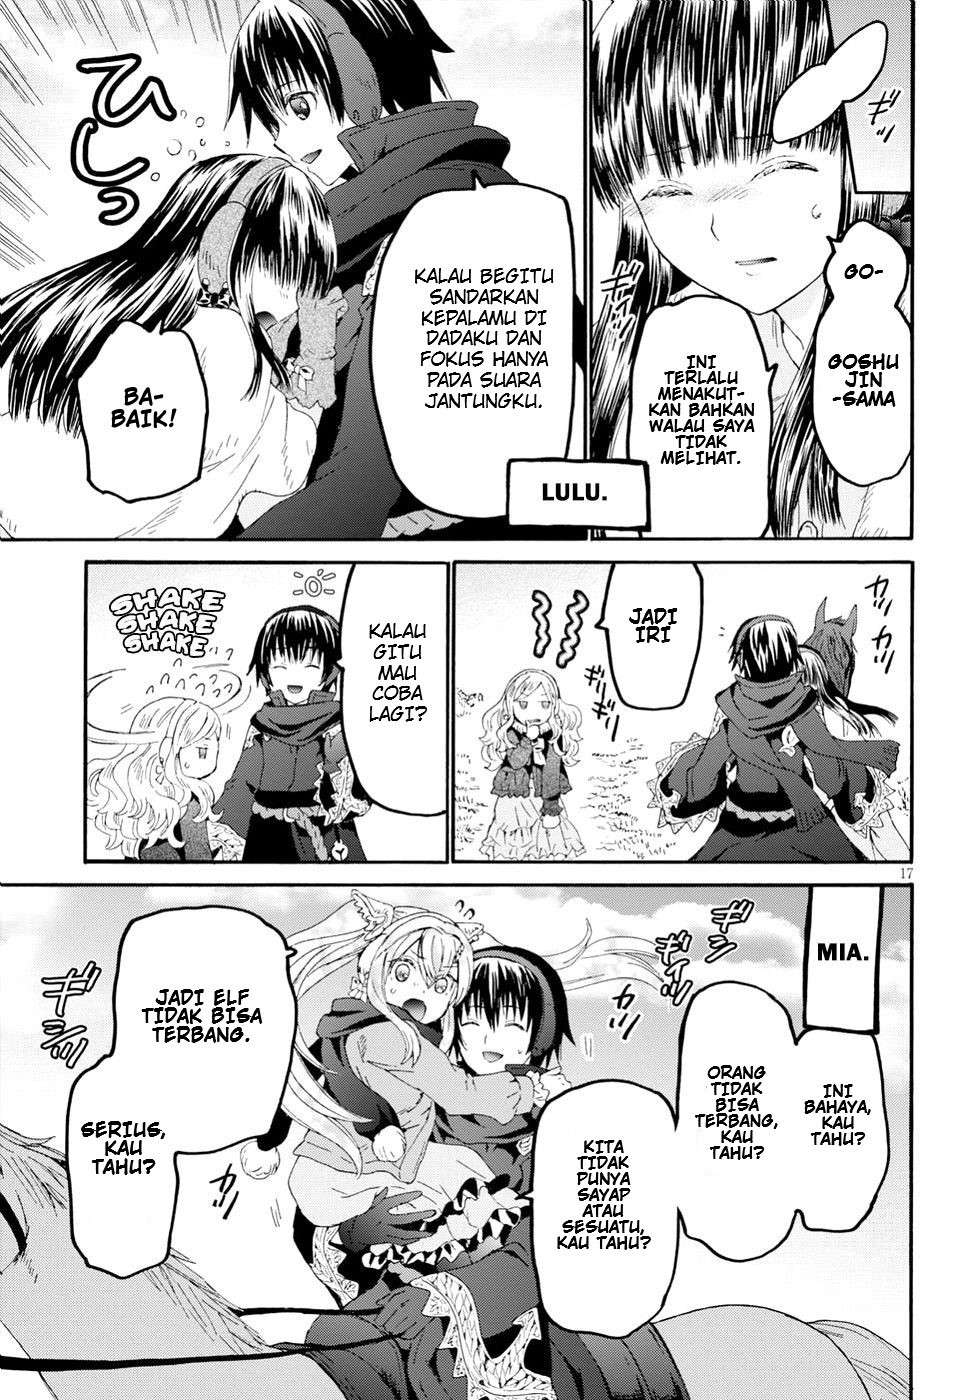 GO-
GOSHU
JIN
-SAMA
INI
TERLALU
MENAKUT-
KAN BAHKAN
WALAU SAYA
TIDAK
MELIHAT.
ギッ
LULU.
KALAU BEGITU
SANDARKAN
KEPALAMU DI
DADAKU DAN
FOKUS HANYA
PADA SUARA
JANTUNGKU.
ひしっ
BA-
BAIK!
JADI
IRI
KALAU
GITU
MAU
COBA
LAGI?
SHAKE
SHAKE
SHAKE
17
MIA.
INI
BAHAYA,
KAU
TAHU?
ORANG
TIDAK
BISA
TERBANG,
KAU
TAHU?
KITA
TIDAK
PUNYA
SAYAP
ATAU
SESUATU,
KAU TAHU?
JADI ELF
TIDAK BISA
TERBANG.
SERIUS,
KAU
TAHU?